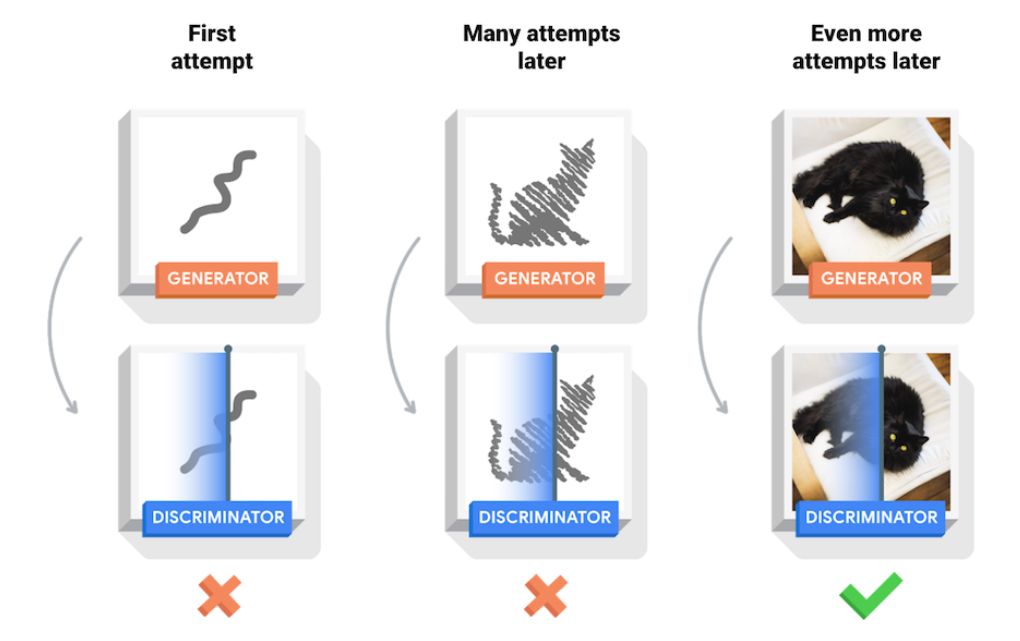 First
attempt
Many attempts
later
Even more
attempts later
GENERATOR
GENERATOR
GENERATOR
DISCRIMINATOR
DISCRIMINATOR
DISCRIMINATOR